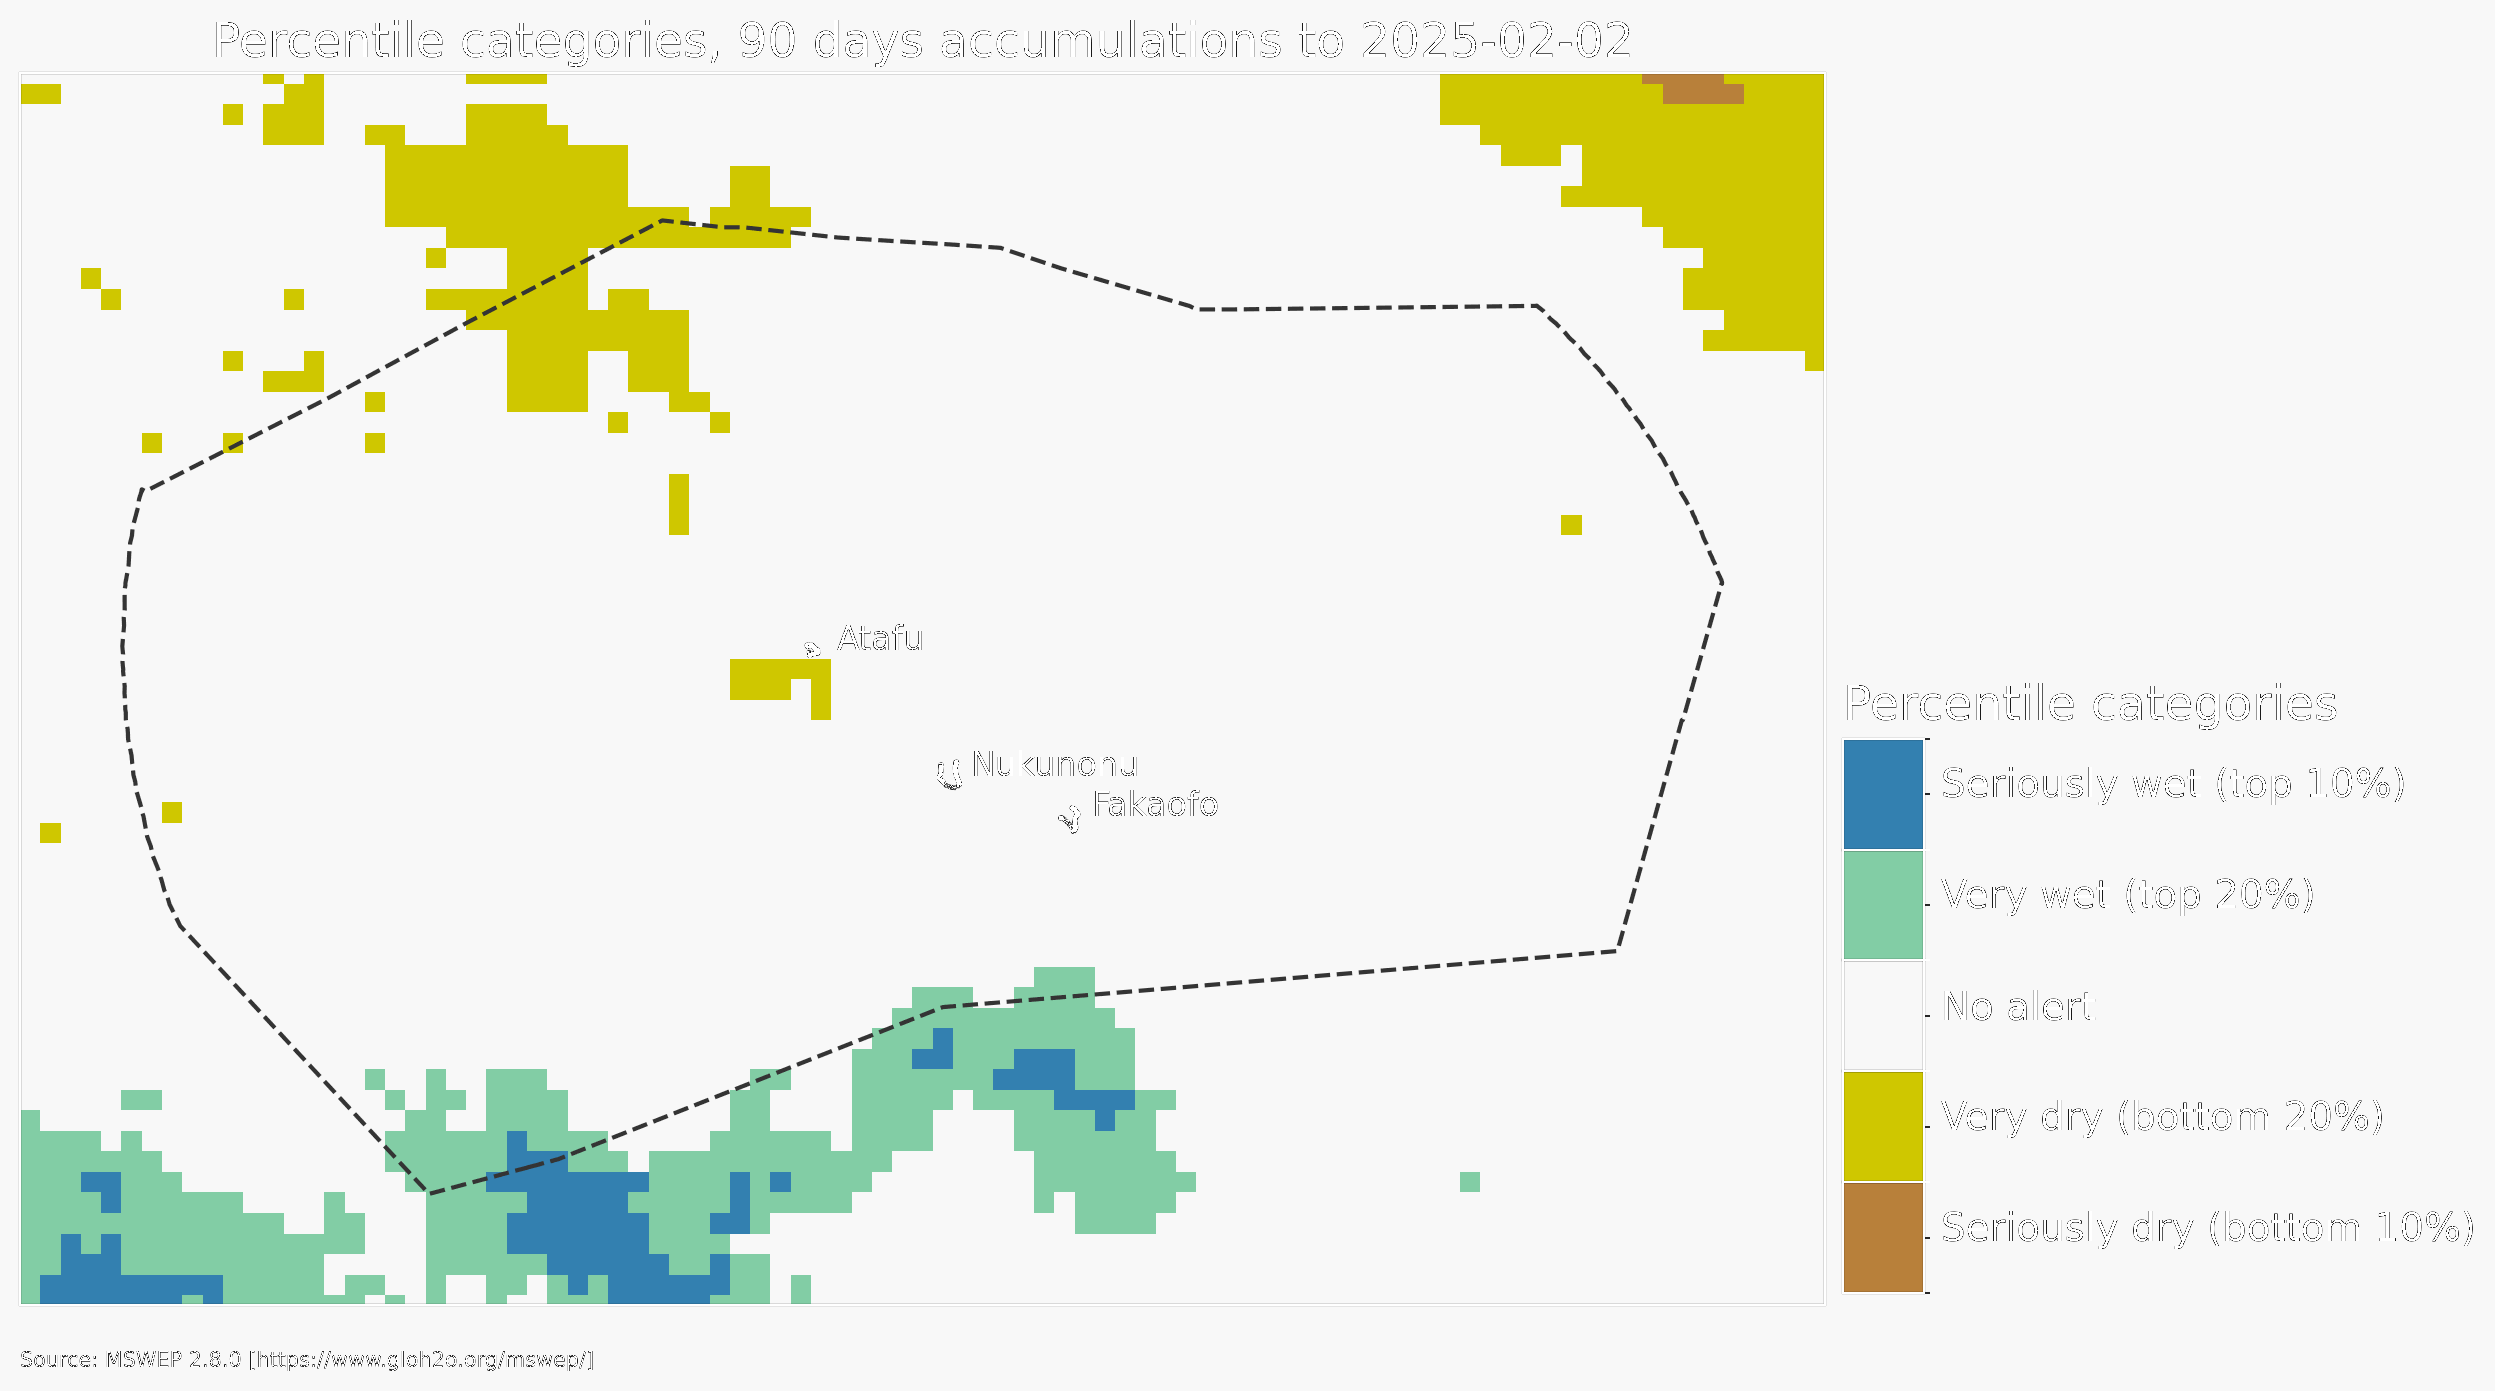 Percentile categories, 90 days accumulations to 2025-02-02
Atafu
Nukunonu
Fakaofo
Percentile categories
Seriously wet (top 10%)
Very wet (top 20%)
No alert
Very dry (bottom 20%)
Seriously dry (bottom 10%)
Source: MSWEP 2.8.0 [https://www.gloh2o.org/mswep/]